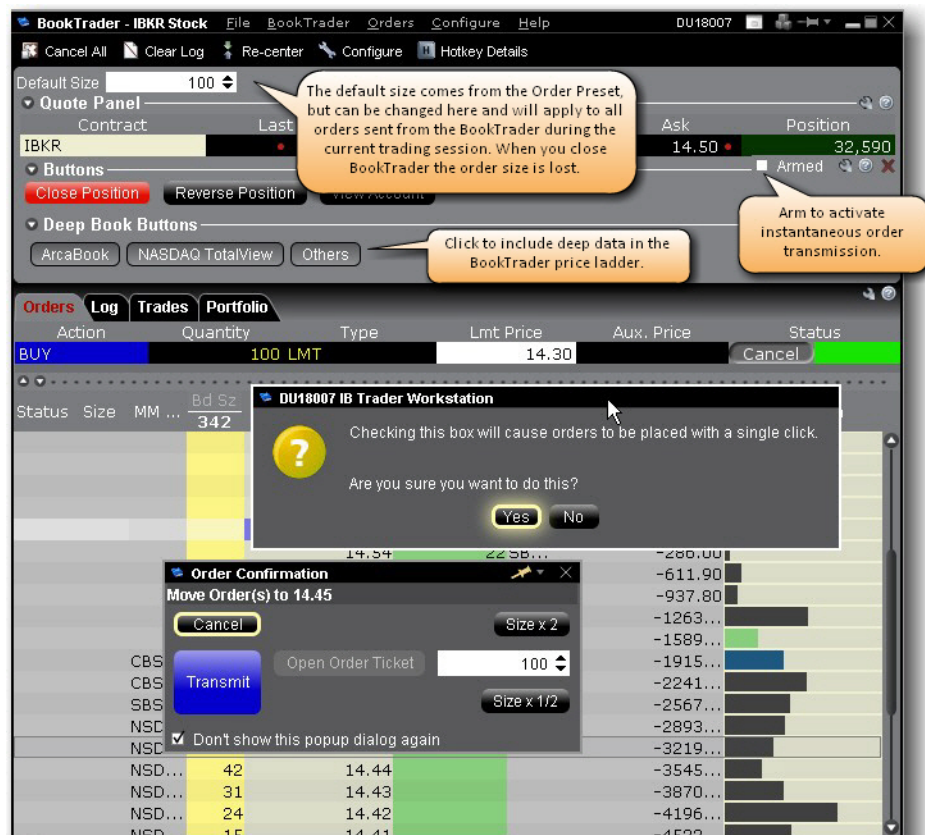 BookTrader - IBKR Stock File BookTrader Orders Configure Help DU18007
Cancel All Clear Log Re-center Configure Hotkey Details
Default Size 100
The default size comes from the Order Preset,
but can be changed here and will apply to all
orders sent from the BookTrader during the
current trading session. When you close
BookTrader the order size is lost.
Quote Panel
Contract Last Ask Position
IBKR 14.50 32,590
Buttons Armed
Close Position Reverse Position View Account
Arm to activate
instantaneous order
transmission.
Deep Book Buttons
ArcaBook NASDAQ TotalView Others
Click to include deep data in the
BookTrader price ladder.
Orders Log Trades Portfolio
Action Quantity Type Lmt Price Aux. Price Status
BUY 100 LMT 14.30 Cancel
Status Size MM ... Bd Sz
342
DU18007 IB Trader Workstation
Checking this box will cause orders to be placed with a single click.
Are you sure you want to do this?
Yes No
14.54 22 SB... -286.00
Order Confirmation
Move Order(s) to 14.45
Cancel Size x 2
Transmit Open Order Ticket 100
Size x 1/2
Don't show this popup dialog again
-611.90
-937.80
-1263...
-1589...
CBS -1915...
CBS -2241...
SBS -2567...
NSD -2893...
NSD -3219...
NSD... 42 14.44 -3545...
NSD... 31 14.43 -3870...
NSD... 24 14.42 -4196...
15 14.41